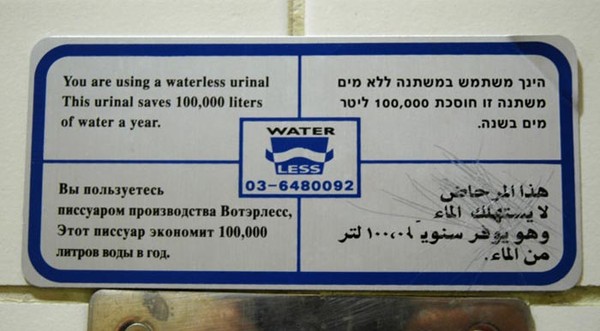 You are using a waterless urinal
This urinal saves 100,000 liters
of water a year.
הינך משתמש במשתנה ללא מים
משתנה זו חוסכת 100,000 ליטר
מים בשנה.
WATER
LESS
03-6480092
Вы пользуетесь
писсуаром производства Вотэрлесс,
Этот писсуар экономит 100,000
литров воды в год.
هذا المرحاض
لا يستهلك الماء
وهو يوفر سنويـ لتر
من الماء.